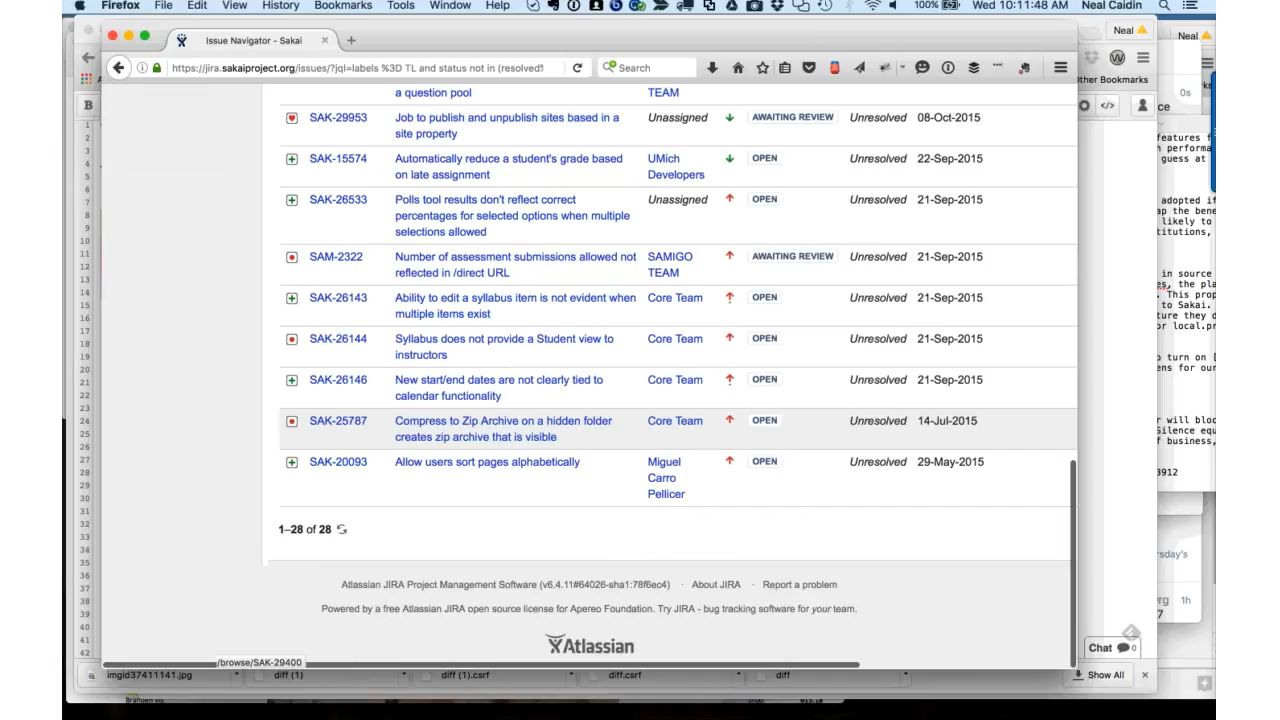 Firefox File Edit View History Bookmarks Tools Window Help 100% Wed 10:11:48 AM Neal Caidin
Issue Navigator - Sakai
Neal
Neal
https://jira.sakaiproject.org/issues/?jql=labels %3D TL and status not in (resolved%
Search
Other Bookmarks
a question pool TEAM
SAK-29953 Job to publish and unpublish sites based in a Unassigned AWAITING REVIEW Unresolved 08-Oct-2015
site property
SAK-15574 Automatically reduce a student's grade based UMich OPEN Unresolved 22-Sep-2015
on late assignment Developers
SAK-26533 Polls tool results don't reflect correct Unassigned OPEN Unresolved 21-Sep-2015
percentages for selected options when multiple
selections allowed
SAM-2322 Number of assessment submissions allowed not SAMIGO AWAITING REVIEW Unresolved 21-Sep-2015
reflected in /direct URL TEAM
SAK-26143 Ability to edit a syllabus item is not evident when Core Team OPEN Unresolved 21-Sep-2015
multiple items exist
SAK-26144 Syllabus does not provide a Student view to Core Team OPEN Unresolved 21-Sep-2015
instructors
SAK-26146 New start/end dates are not clearly tied to Core Team OPEN Unresolved 21-Sep-2015
calendar functionality
SAK-25787 Compress to Zip Archive on a hidden folder Core Team OPEN Unresolved 14-Jul-2015
creates zip archive that is visible
SAK-20093 Allow users sort pages alphabetically Miguel OPEN Unresolved 29-May-2015
Carro
Pellicer
1–28 of 28
Atlassian JIRA Project Management Software (v6.4.11#64026-sha1:78f6ec4) · About JIRA · Report a problem
Powered by a free Atlassian JIRA open source license for Apereo Foundation. Try JIRA - bug tracking software for your team.
Atlassian
/browse/SAK-29400
imgid37411141.jpg diff (1) diff (1).csrf diff.csrf diff Show All
Chat 0